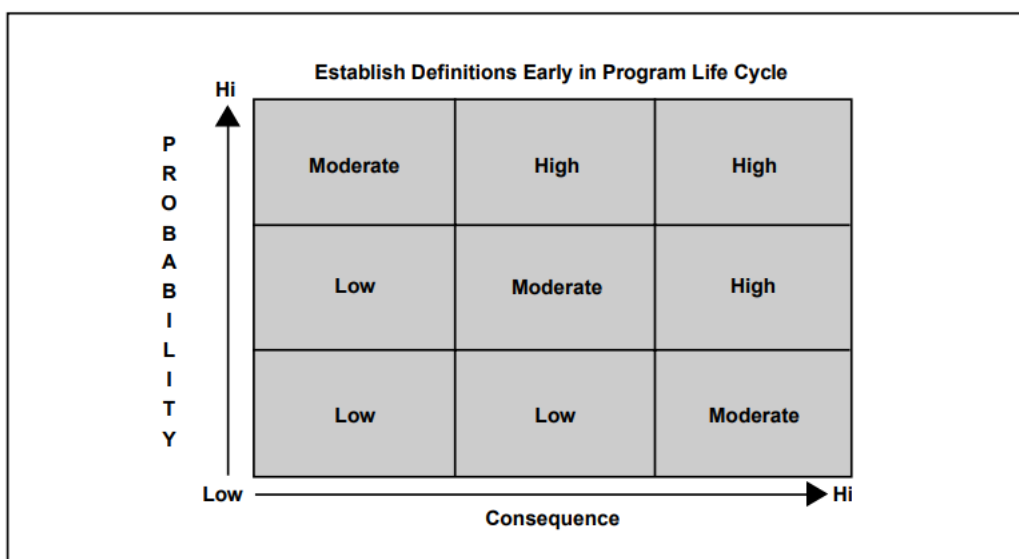 Establish Definitions Early in Program Life Cycle
Hi
PROBABILITY
Moderate High High
Low Moderate High
Low Low Moderate
Low Hi
Consequence